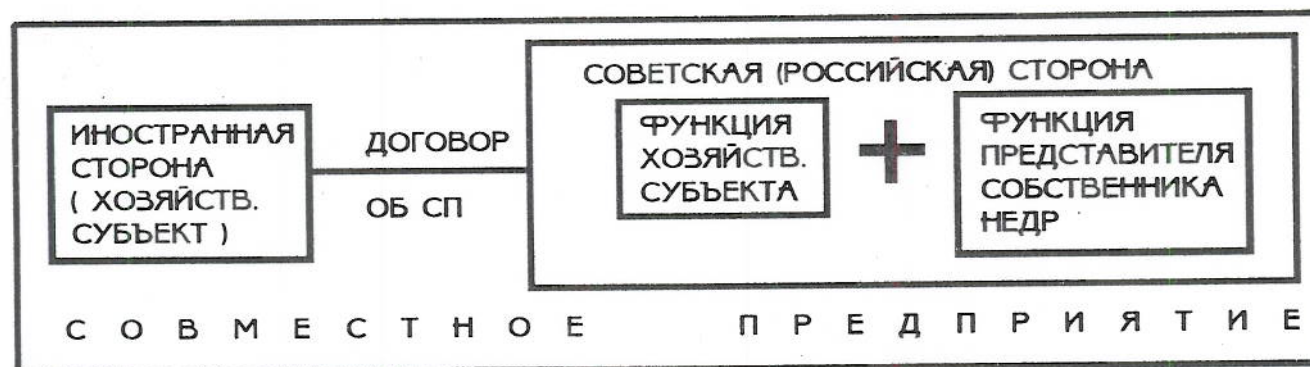 СОВЕТСКАЯ (РОССИЙСКАЯ) СТОРОНА
ИНОСТРАННАЯ
СТОРОНА
( ХОЗЯЙСТВ.
СУБЪЕКТ )
ДОГОВОР
ОБ СП
ФУНКЦИЯ
ХОЗЯЙСТВ.
СУБЪЕКТА
+
ФУНКЦИЯ
ПРЕДСТАВИТЕЛЯ
СОБСТВЕННИКА
НЕДР
С О В М Е С Т Н О Е П Р Е Д П Р И Я Т И Е